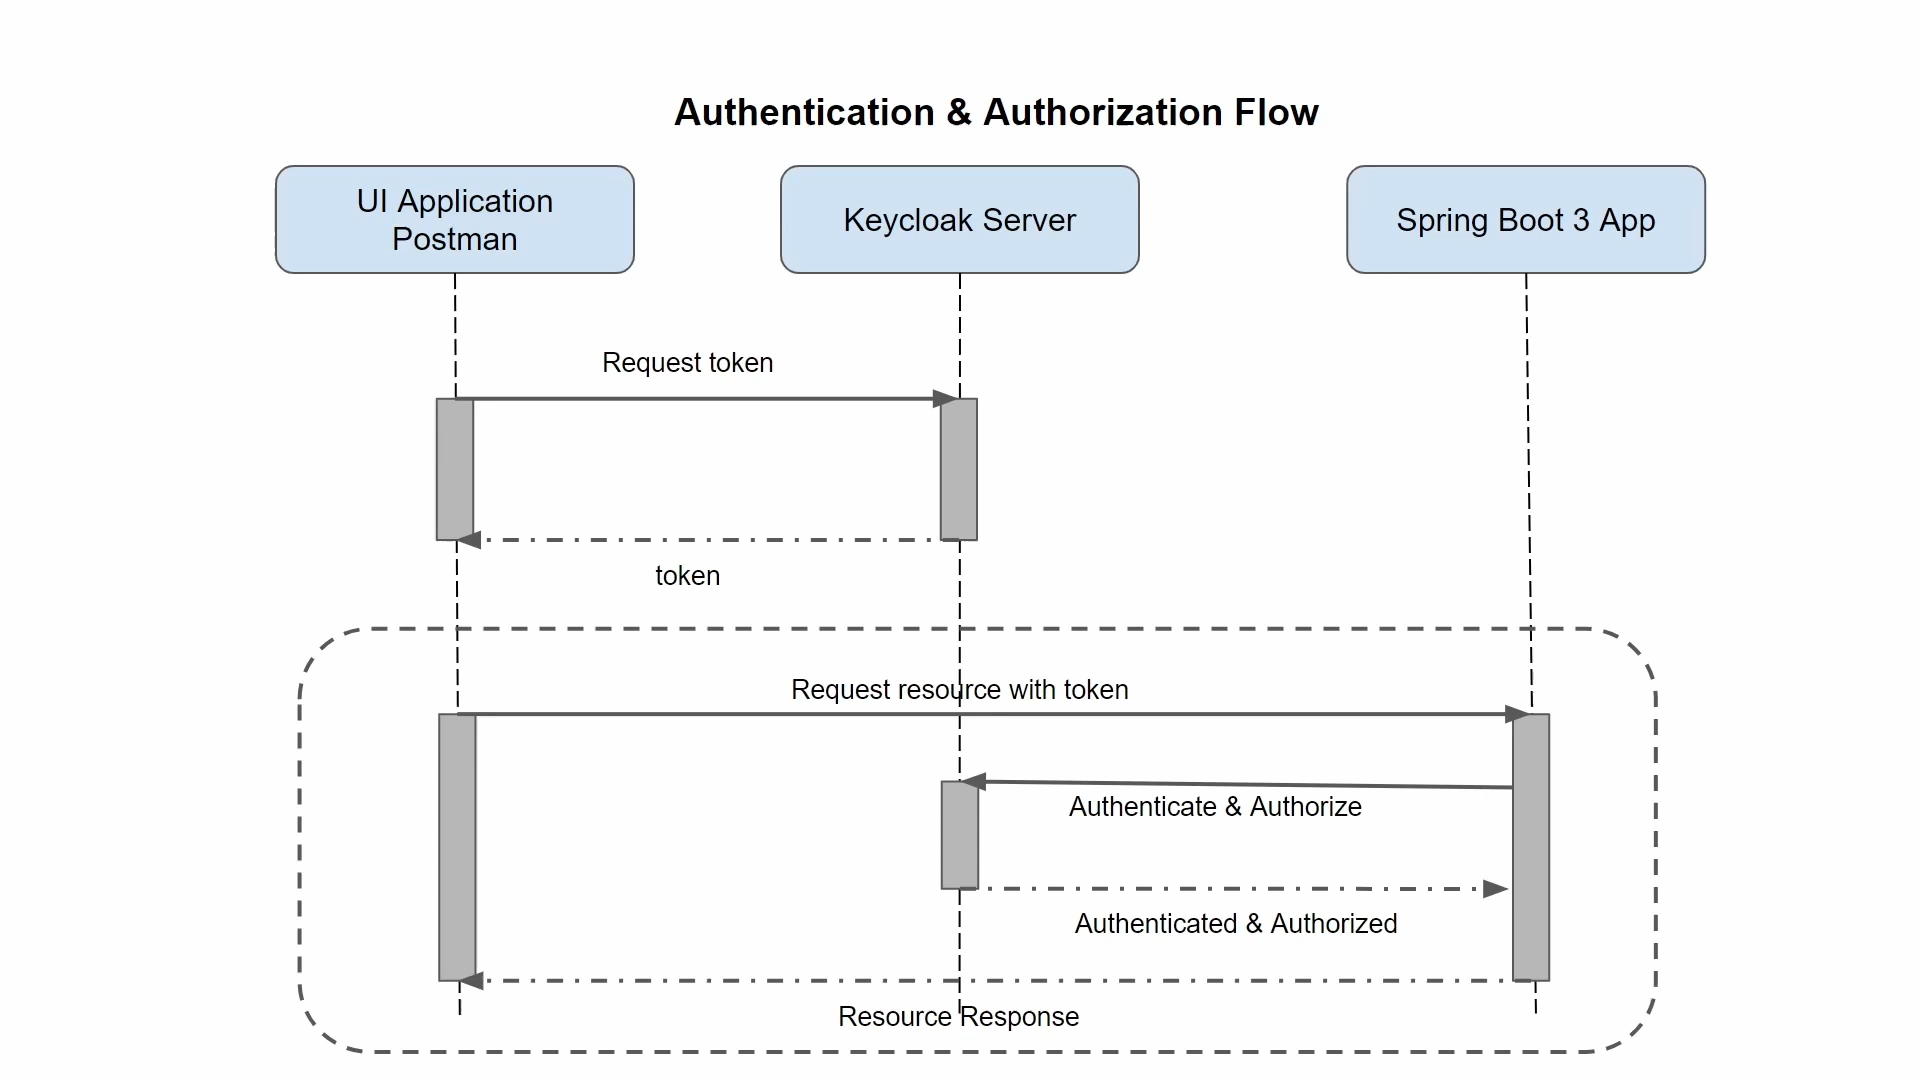 Authentication & Authorization Flow
UI Application
Postman
Keycloak Server
Spring Boot 3 App
Request token
token
Request resource with token
Authenticate & Authorize
Authenticated & Authorized
Resource Response